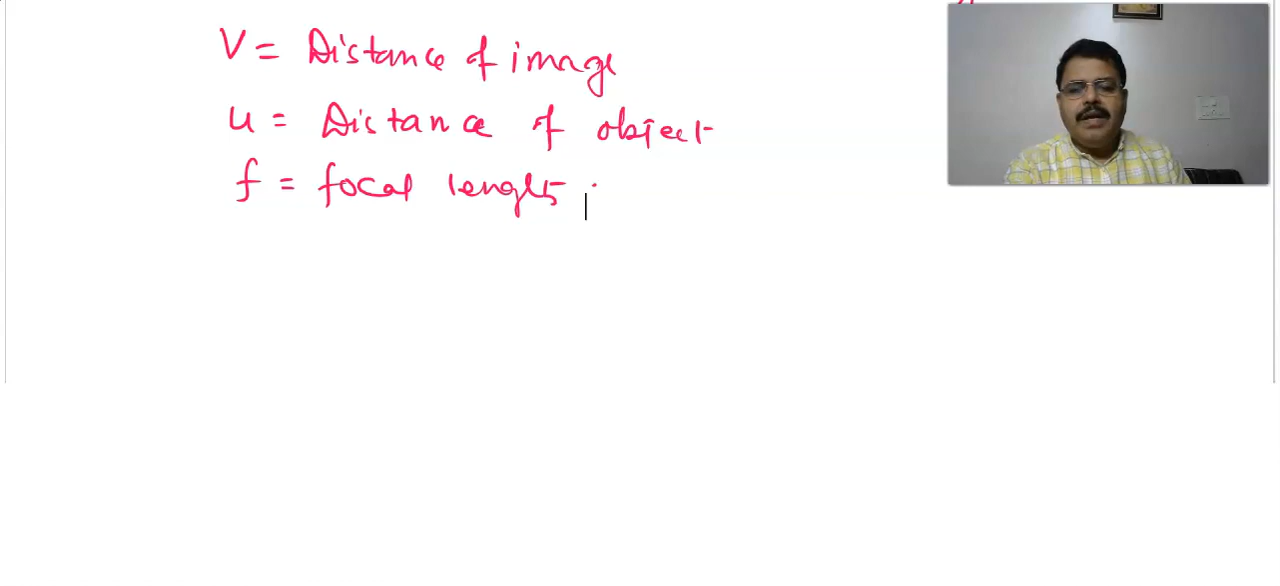 V = Distance of image
u = Distance of object
f = focal length